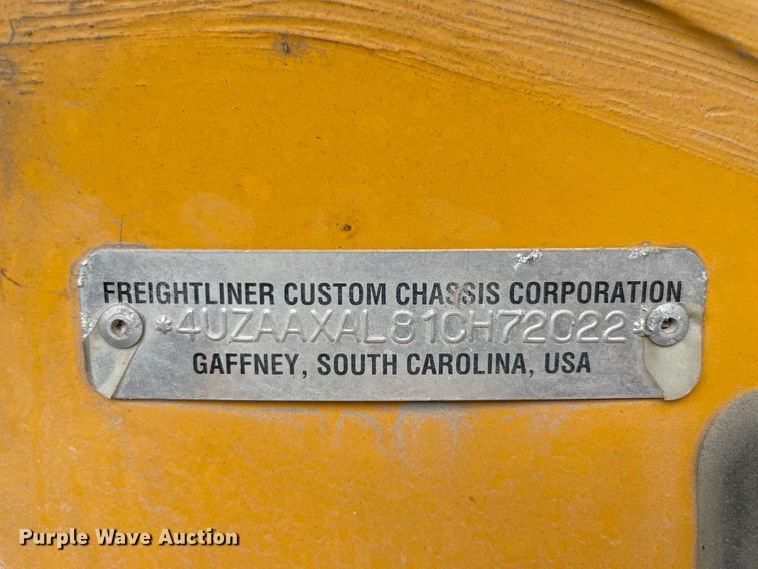 FREIGHTLINER CUSTOM CHASSIS CORPORATION
*4UZAAXAL81CH72022*
GAFFNEY, SOUTH CAROLINA, USA
Purple Wave Auction